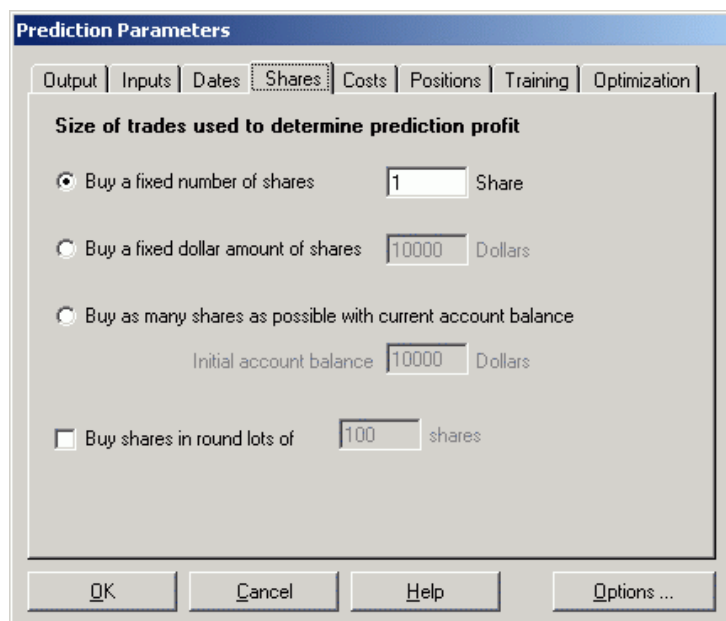 Prediction Parameters
Output Inputs Dates Shares Costs Positions Training Optimization
Size of trades used to determine prediction profit
Buy a fixed number of shares 1 Share
Buy a fixed dollar amount of shares 10000 Dollars
Buy as many shares as possible with current account balance
Initial account balance 10000 Dollars
Buy shares in round lots of 100 shares
OK Cancel Help Options ...